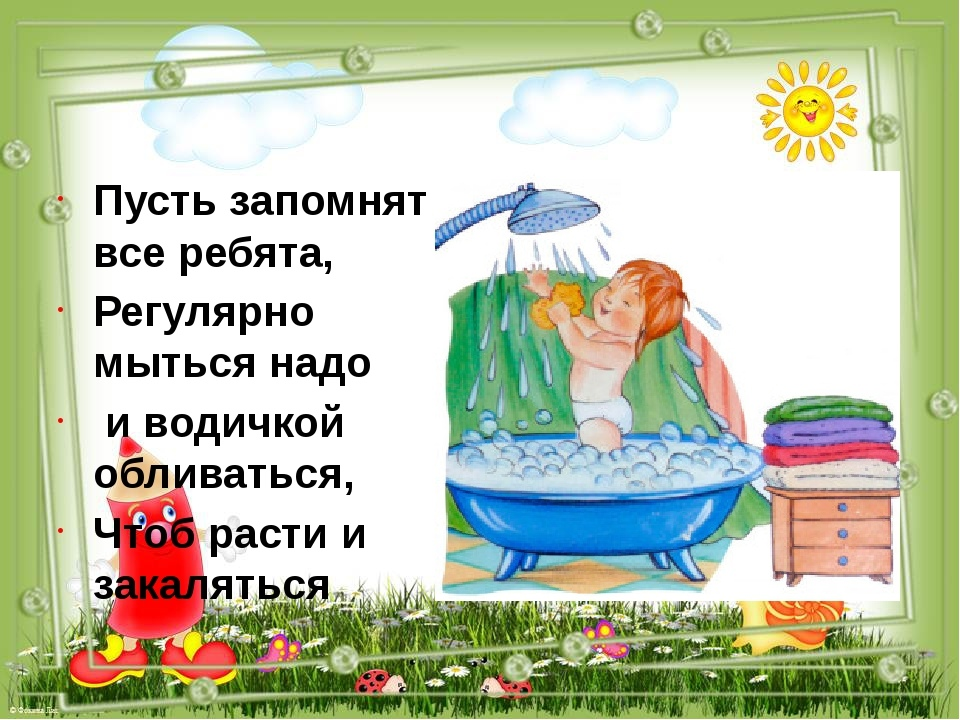 Пусть запомнят
все ребята,
Регулярно
мыться надо
и водичкой
обливаться,
Чтоб расти и
закаляться